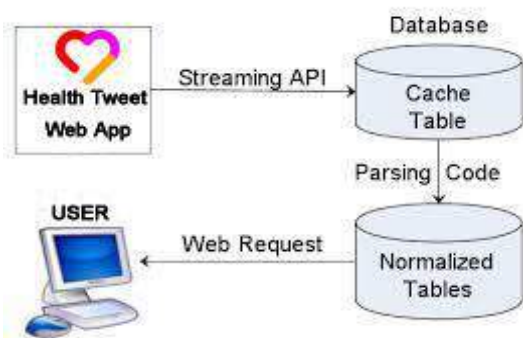 Database
Health Tweet
Web App
Streaming API
Cache
Table
Parsing Code
USER
Web Request
Normalized
Tables